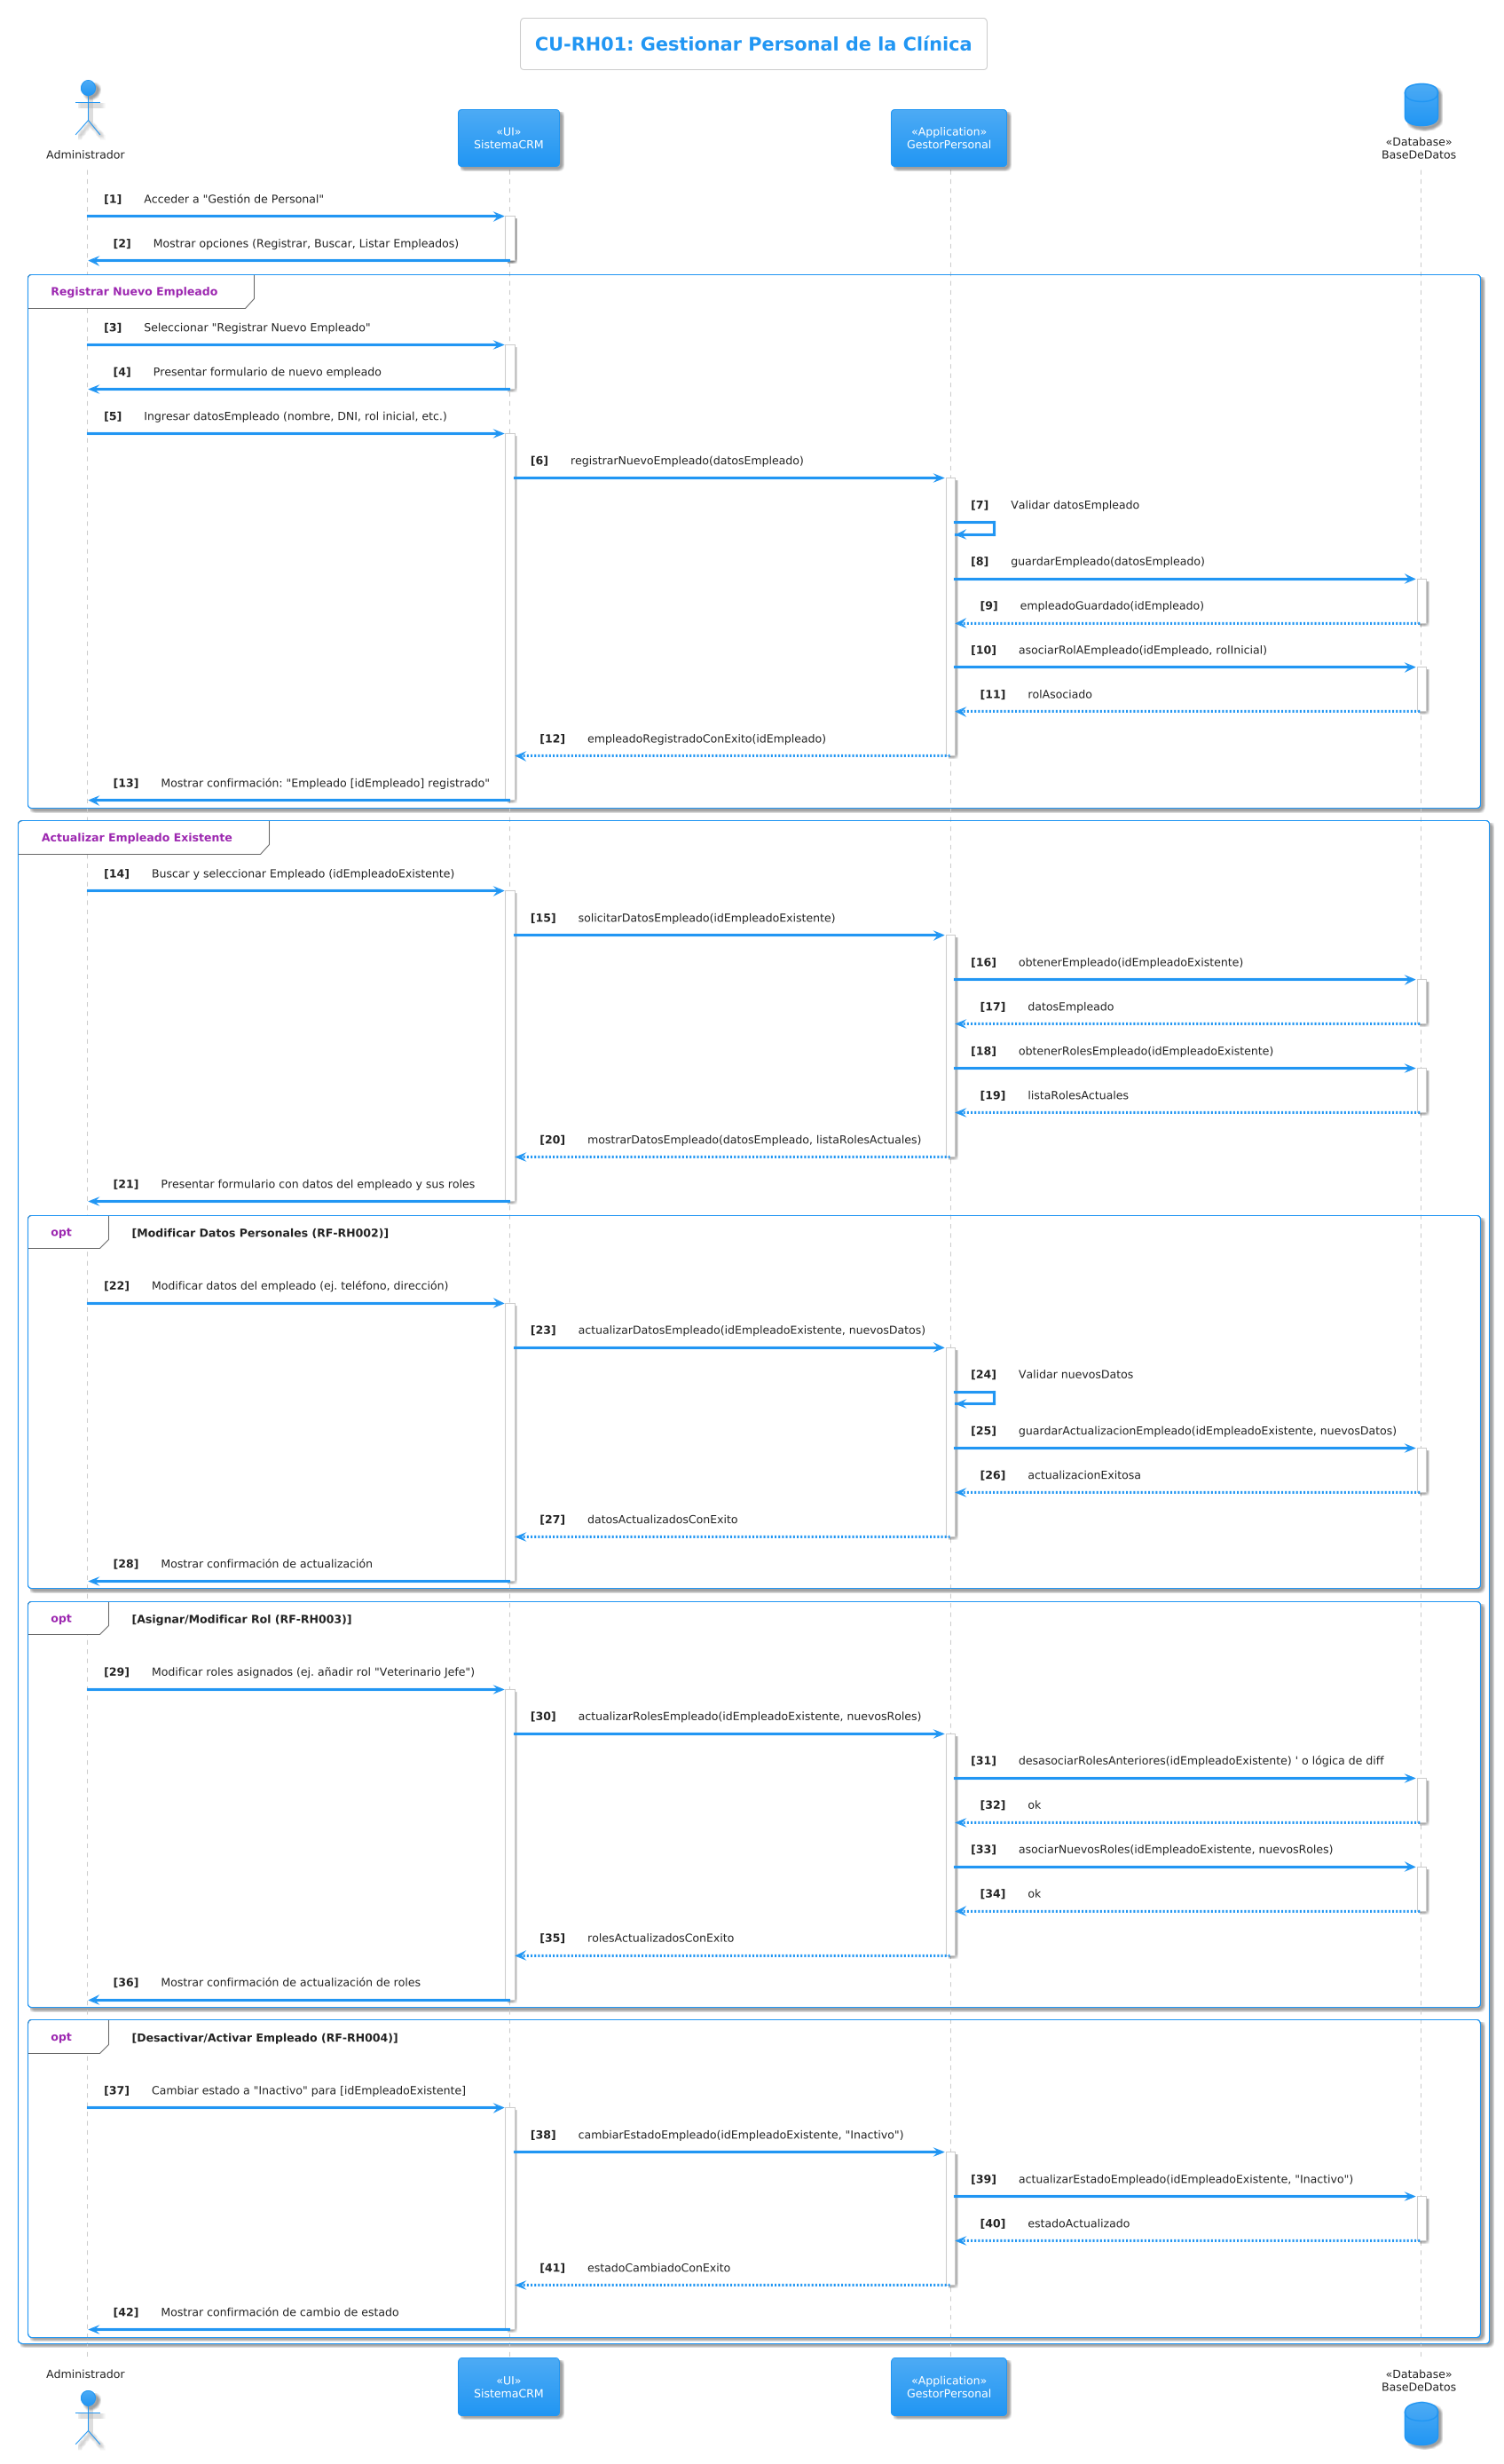 CU-RH01: Gestionar Personal de la Clínica
Administrador
«UI»
SistemaCRM
«Application»
GestorPersonal
«Database»
BaseDeDatos
[1] Acceder a "Gestión de Personal"
[2] Mostrar opciones (Registrar, Buscar, Listar Empleados)
Registrar Nuevo Empleado
[3] Seleccionar "Registrar Nuevo Empleado"
[4] Presentar formulario de nuevo empleado
[5] Ingresar datosEmpleado (nombre, DNI, rol inicial, etc.)
[6] registrarNuevoEmpleado(datosEmpleado)
[7] Validar datosEmpleado
[8] guardarEmpleado(datosEmpleado)
[9] empleadoGuardado(idEmpleado)
[10] asociarRolAEmpleado(idEmpleado, rolInicial)
[11] rolAsociado
[12] empleadoRegistradoConExito(idEmpleado)
[13] Mostrar confirmación: "Empleado [idEmpleado] registrado"
Actualizar Empleado Existente
[14] Buscar y seleccionar Empleado (idEmpleadoExistente)
[15] solicitarDatosEmpleado(idEmpleadoExistente)
[16] obtenerEmpleado(idEmpleadoExistente)
[17] datosEmpleado
[18] obtenerRolesEmpleado(idEmpleadoExistente)
[19] listaRolesActuales
[20] mostrarDatosEmpleado(datosEmpleado, listaRolesActuales)
[21] Presentar formulario con datos del empleado y sus roles
opt [Modificar Datos Personales (RF-RH002)]
[22] Modificar datos del empleado (ej. teléfono, dirección)
[23] actualizarDatosEmpleado(idEmpleadoExistente, nuevosDatos)
[24] Validar nuevosDatos
[25] guardarActualizacionEmpleado(idEmpleadoExistente, nuevosDatos)
[26] actualizacionExitosa
[27] datosActualizadosConExito
[28] Mostrar confirmación de actualización
opt [Asignar/Modificar Rol (RF-RH003)]
[29] Modificar roles asignados (ej. añadir rol "Veterinario Jefe")
[30] actualizarRolesEmpleado(idEmpleadoExistente, nuevosRoles)
[31] desasociarRolesAnteriores(idEmpleadoExistente) ' o lógica de diff
[32] ok
[33] asociarNuevosRoles(idEmpleadoExistente, nuevosRoles)
[34] ok
[35] rolesActualizadosConExito
[36] Mostrar confirmación de actualización de roles
opt [Desactivar/Activar Empleado (RF-RH004)]
[37] Cambiar estado a "Inactivo" para [idEmpleadoExistente]
[38] cambiarEstadoEmpleado(idEmpleadoExistente, "Inactivo")
[39] actualizarEstadoEmpleado(idEmpleadoExistente, "Inactivo")
[40] estadoActualizado
[41] estadoCambiadoConExito
[42] Mostrar confirmación de cambio de estado
Administrador
«UI»
SistemaCRM
«Application»
GestorPersonal
«Database»
BaseDeDatos